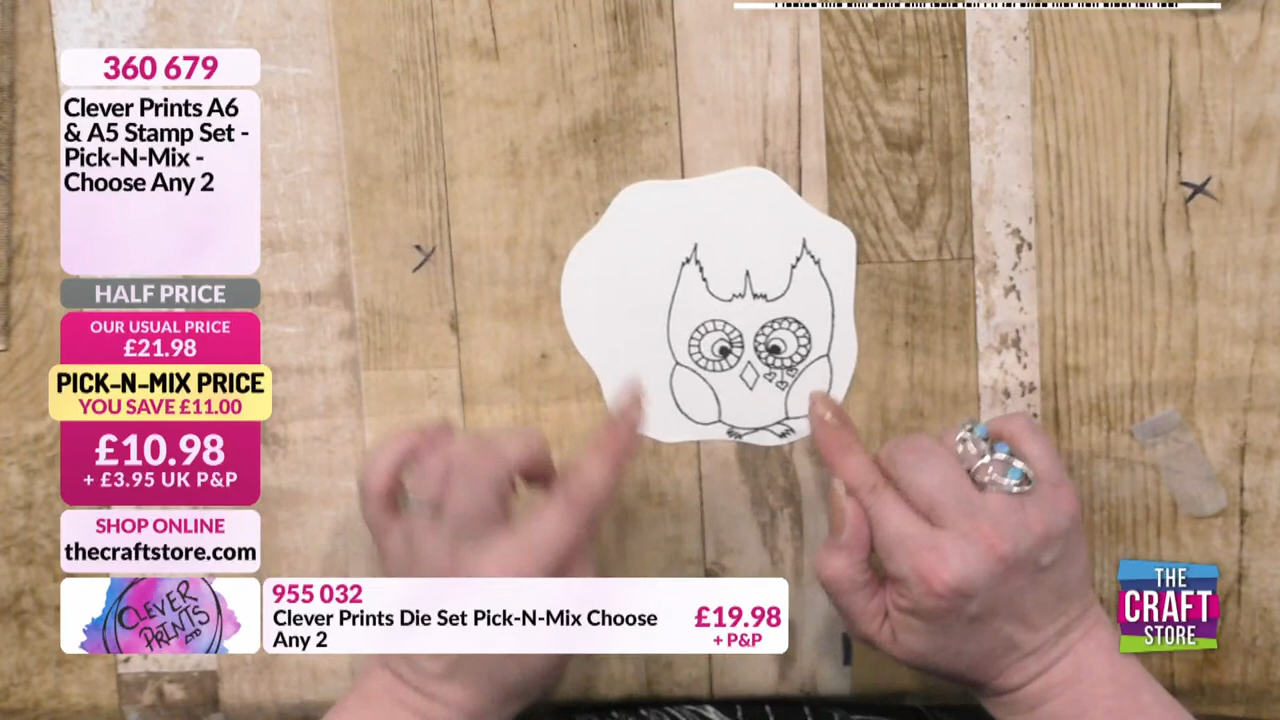 360 679
Clever Prints A6
& A5 Stamp Set -
Pick-N-Mix -
Choose Any 2
HALF PRICE
OUR USUAL PRICE
£21.98
PICK-N-MIX PRICE
YOU SAVE £11.00
£10.98
+ £3.95 UK P&P
SHOP ONLINE
thecraftstore.com
CLEVER
PRINTS
LTD
955 032
Clever Prints Die Set Pick-N-Mix Choose
Any 2
£19.98
+ P&P
THE
CRAFT
STORE